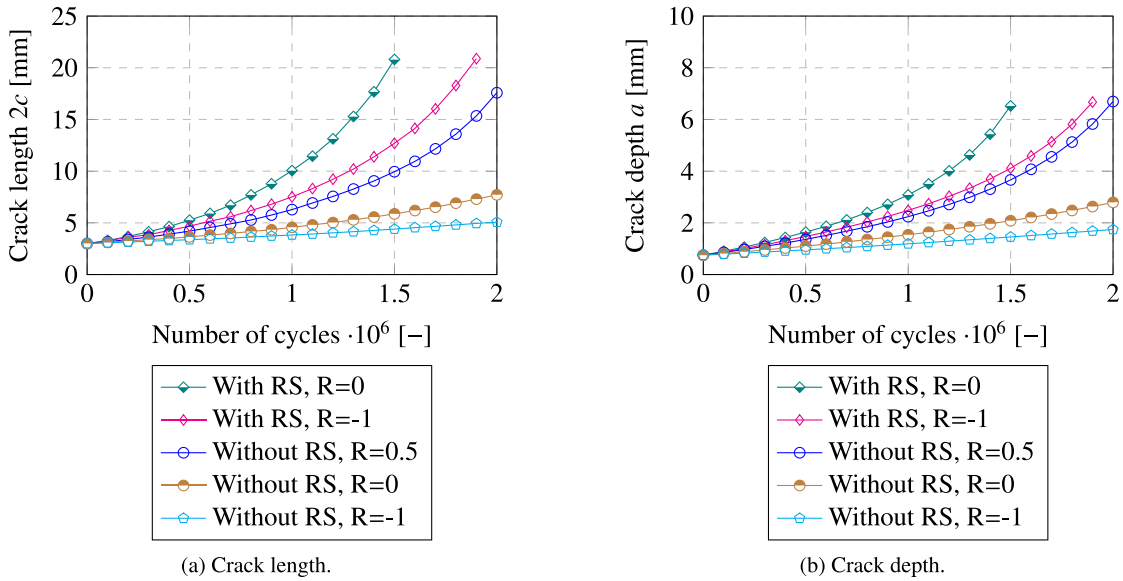 25
20
15
10
5
0
Crack length 2c [mm]
0
0.5
1
1.5
2
Number of cycles ·10⁶ [−]
With RS, R=0
With RS, R=-1
Without RS, R=0.5
Without RS, R=0
Without RS, R=-1
(a) Crack length.
10
8
6
4
2
0
Crack depth a [mm]
0
0.5
1
1.5
2
Number of cycles ·10⁶ [−]
With RS, R=0
With RS, R=-1
Without RS, R=0.5
Without RS, R=0
Without RS, R=-1
(b) Crack depth.